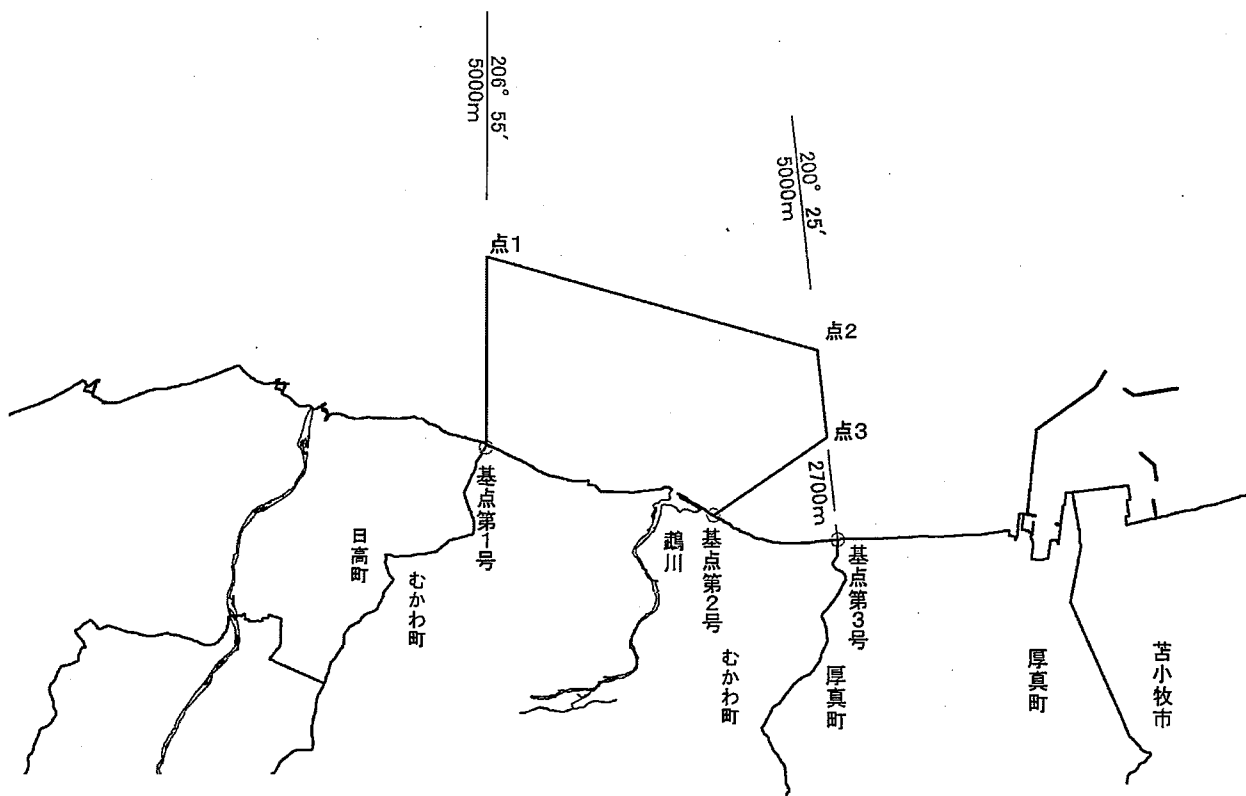 206° 55′
5000m
200° 25′
5000m
点1
点2
点3
2700m
基点第1号
鵡川
基点第2号
基点第3号
日高町
むかわ町
むかわ町
厚真町
厚真町
苫小牧市